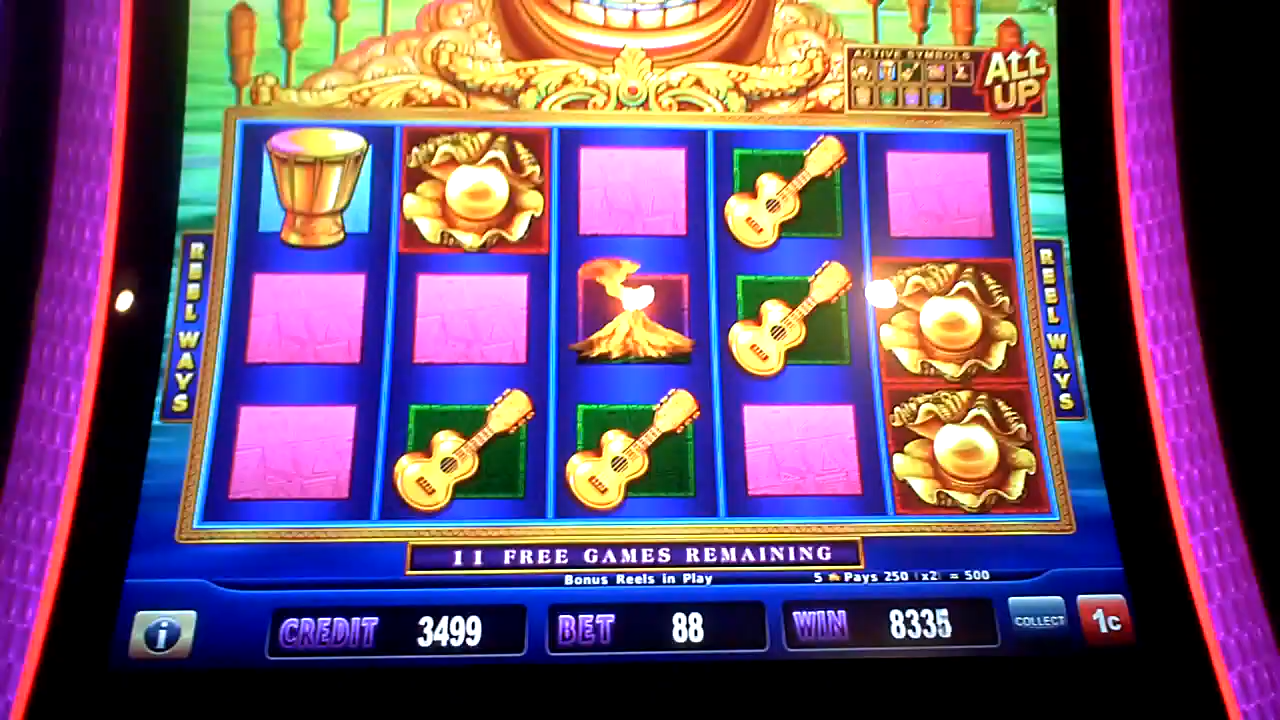 ACTIVE SYMBOLS
ALL UP
REEL WAYS
REEL WAYS
11 FREE GAMES REMAINING
Bonus Reels in Play
5 Pays 250 (x2) = 500
i
CREDIT 3499
BET 88
WIN 8335
COLLECT
1c